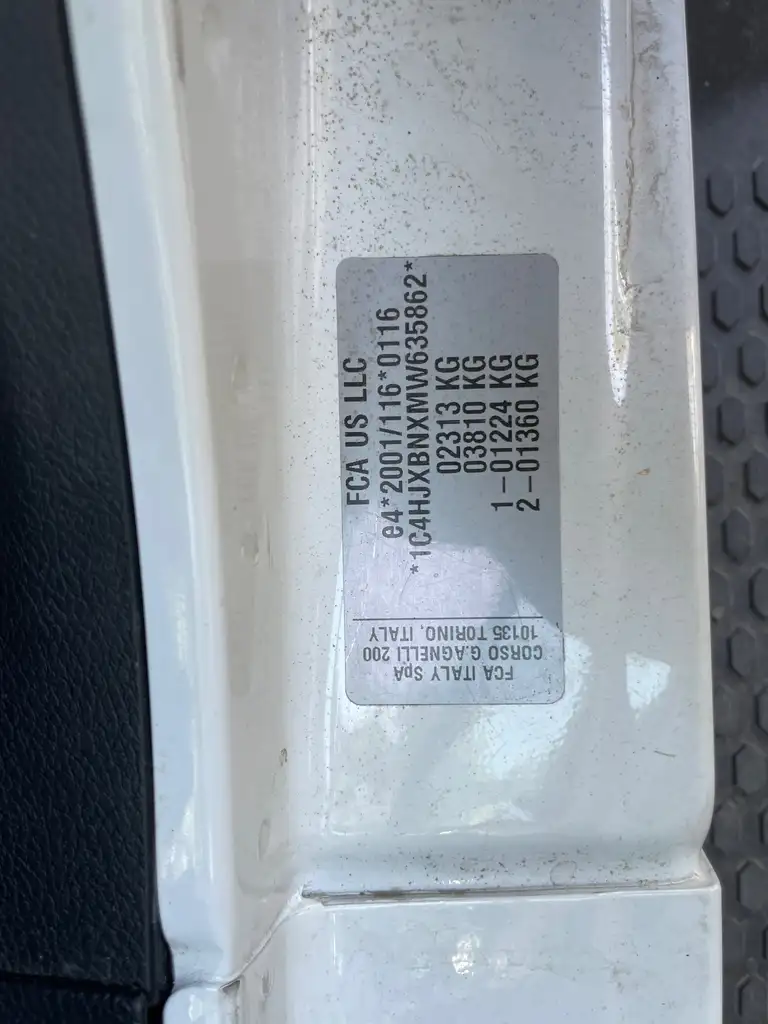 FCA US LLC
e4*2001/116*0116
*1C4HJXBNXMW635862*
02313 KG
03810 KG
1-01224 KG
2-01360 KG
FCA ITALY SpA
CORSO G.AGNELLI 200
10135 TORINO, ITALY